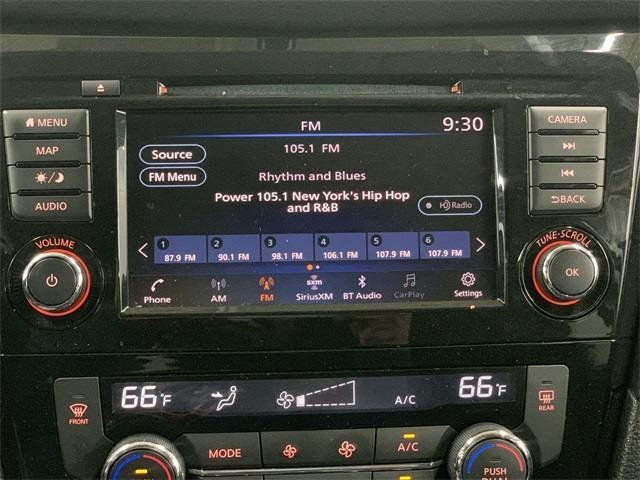 MENU
MAP
AUDIO
VOLUME
FM
9:30
Source
FM Menu
105.1 FM
Rhythm and Blues
Power 105.1 New York's Hip Hop
and R&B
HD Radio
1 2 3 4 5 6
87.9 FM 90.1 FM 98.1 FM 106.1 FM 107.9 FM 107.9 FM
sxm
Phone AM FM SiriusXM BT Audio CarPlay Settings
CAMERA
BACK
TUNE·SCROLL
OK
66°F A/C 66°F
FRONT
REAR
MODE
A/C
PUSH